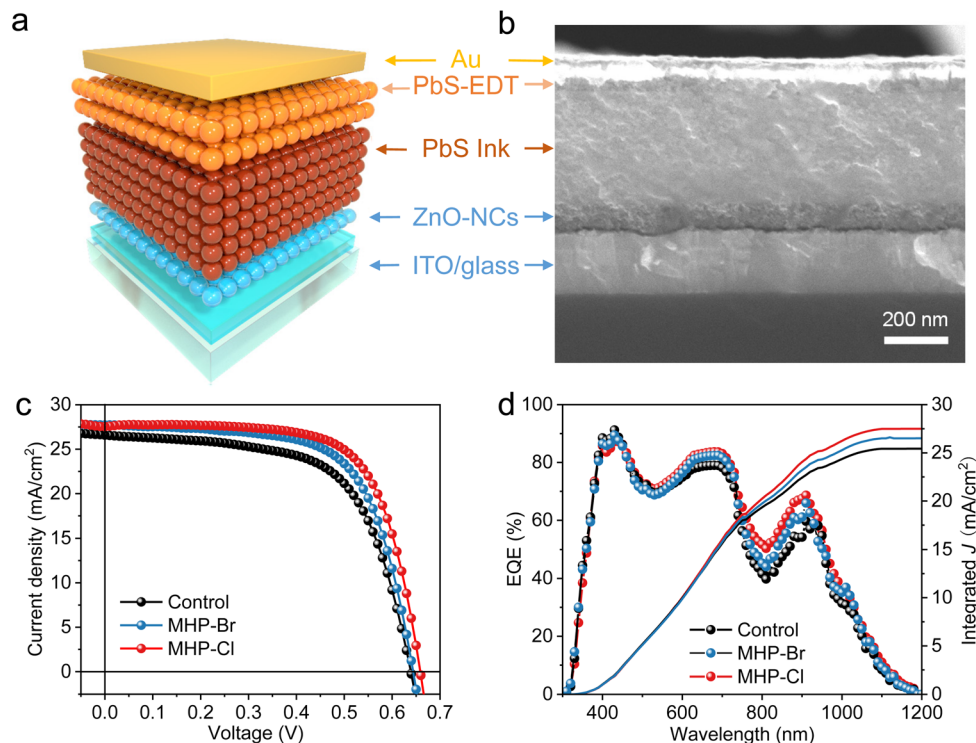 a
b
Au
PbS-EDT
PbS Ink
ZnO-NCs
ITO/glass
200 nm
c
30
25
20
15
10
5
0
Current density (mA/cm²)
Control
MHP-Br
MHP-Cl
0.0 0.1 0.2 0.3 0.4 0.5 0.6 0.7
Voltage (V)
d
100
80
60
40
20
0
EQE (%)
Control
MHP-Br
MHP-Cl
30
25
20
15
10
5
0
Integrated J (mA/cm²)
400 600 800 1000 1200
Wavelength (nm)